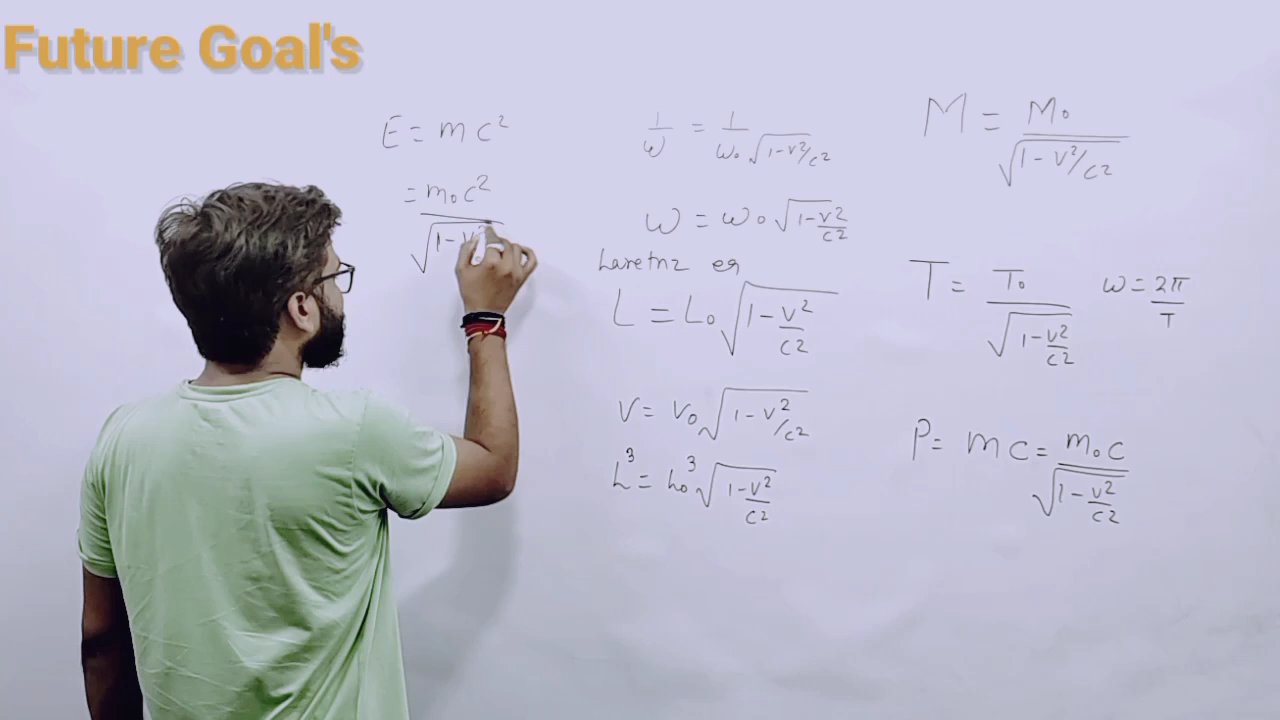 Future Goal's
E = mc²
= m₀c² / √(1 - v²
1/ω = 1/ω₀ √(1-v²/c²
ω = ω₀ √(1-v²/c²
Laretnz eq
L = L₀ √(1 - v²/c²
V = V₀ √(1 - v²/c²
L³ = L₀³ √(1-v²/c²
M = M₀ / √(1 - v²/c²
T = T₀ / √(1-v²/c²
ω = 2π/T
P = mc = m₀c / √(1 - v²/c²